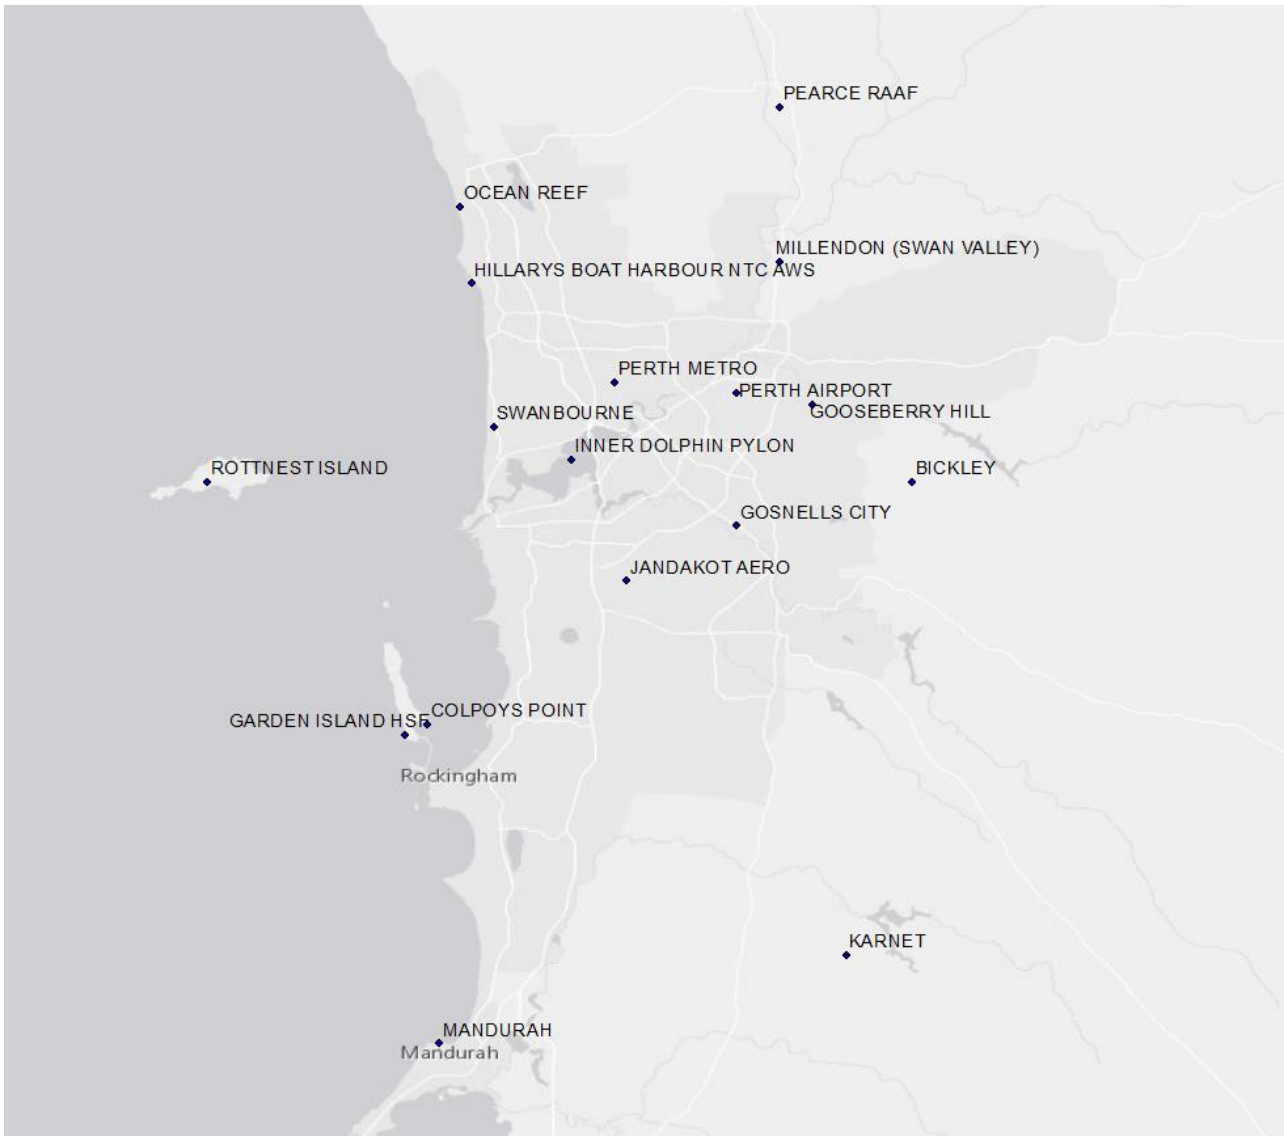 PEARCE RAAF
OCEAN REEF
MILLENDON (SWAN VALLEY)
HILLARYS BOAT HARBOUR NTC AWS
PERTH METRO
PERTH AIRPORT
GOOSEBERRY HILL
SWANBOURNE
INNER DOLPHIN PYLON
ROTTNEST ISLAND
BICKLEY
GOSNELLS CITY
JANDAKOT AERO
COLPOYS POINT
GARDEN ISLAND HSF
Rockingham
KARNET
MANDURAH
Mandurah